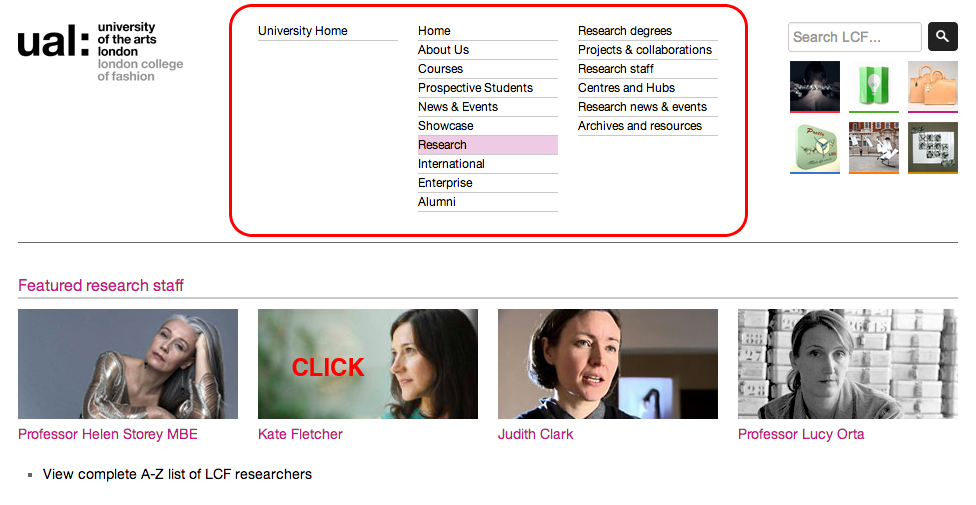 ual:
university
of the arts
london
london college
of fashion
University Home
Home
About Us
Courses
Prospective Students
News & Events
Showcase
Research
International
Enterprise
Alumni
Research degrees
Projects & collaborations
Research staff
Centres and Hubs
Research news & events
Archives and resources
Search LCF...
Featured research staff
CLICK
Professor Helen Storey MBE
Kate Fletcher
Judith Clark
Professor Lucy Orta
View complete A-Z list of LCF researchers